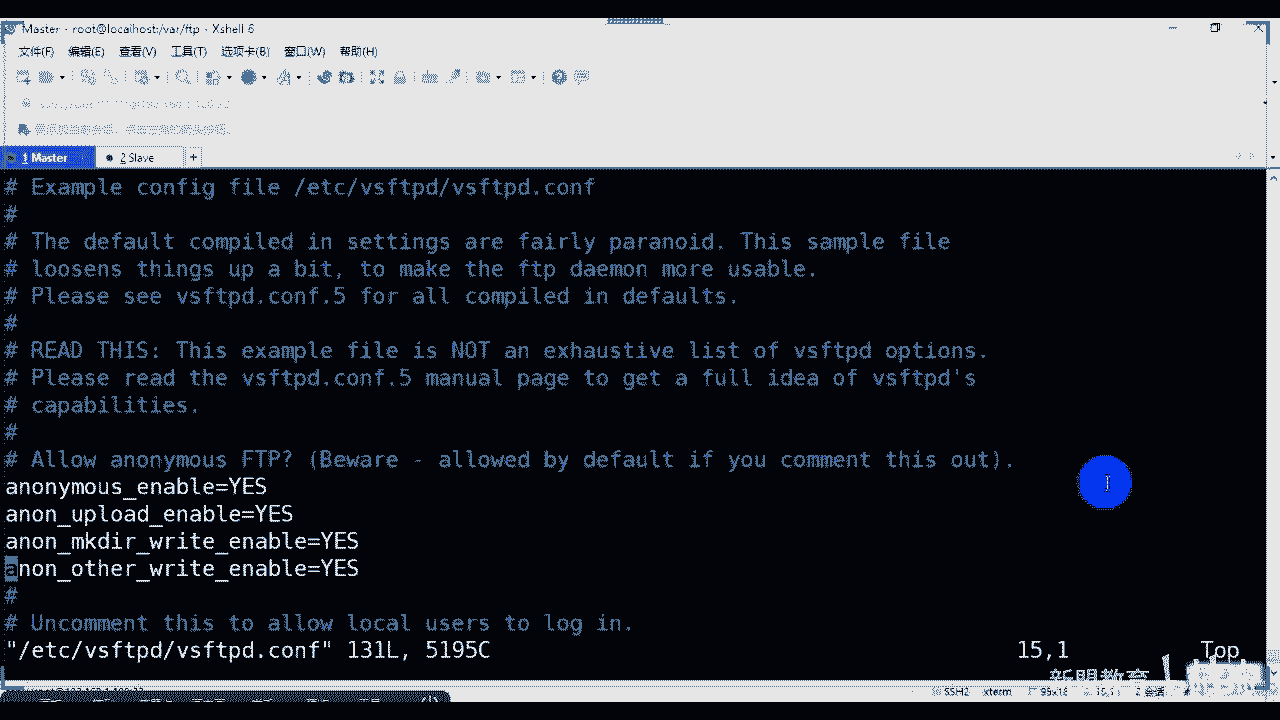 Master - root@localhost:/var/ftp - Xshell 6
文件(F) 编辑(E) 查看(V) 工具(T) 选项卡(B) 窗口(W) 帮助(H)
1 Master 2 Slave +
# Example config file /etc/vsftpd/vsftpd.conf
#
# The default compiled in settings are fairly paranoid. This sample file
# loosens things up a bit, to make the ftp daemon more usable.
# Please see vsftpd.conf.5 for all compiled in defaults.
#
# READ THIS: This example file is NOT an exhaustive list of vsftpd options.
# Please read the vsftpd.conf.5 manual page to get a full idea of vsftpd's
# capabilities.
#
# Allow anonymous FTP? (Beware - allowed by default if you comment this out).
anonymous_enable=YES
anon_upload_enable=YES
anon_mkdir_write_enable=YES
anon_other_write_enable=YES
#
# Uncomment this to allow local users to log in.
"/etc/vsftpd/vsftpd.conf" 131L, 5195C 15,1 Top
SSH2 xterm